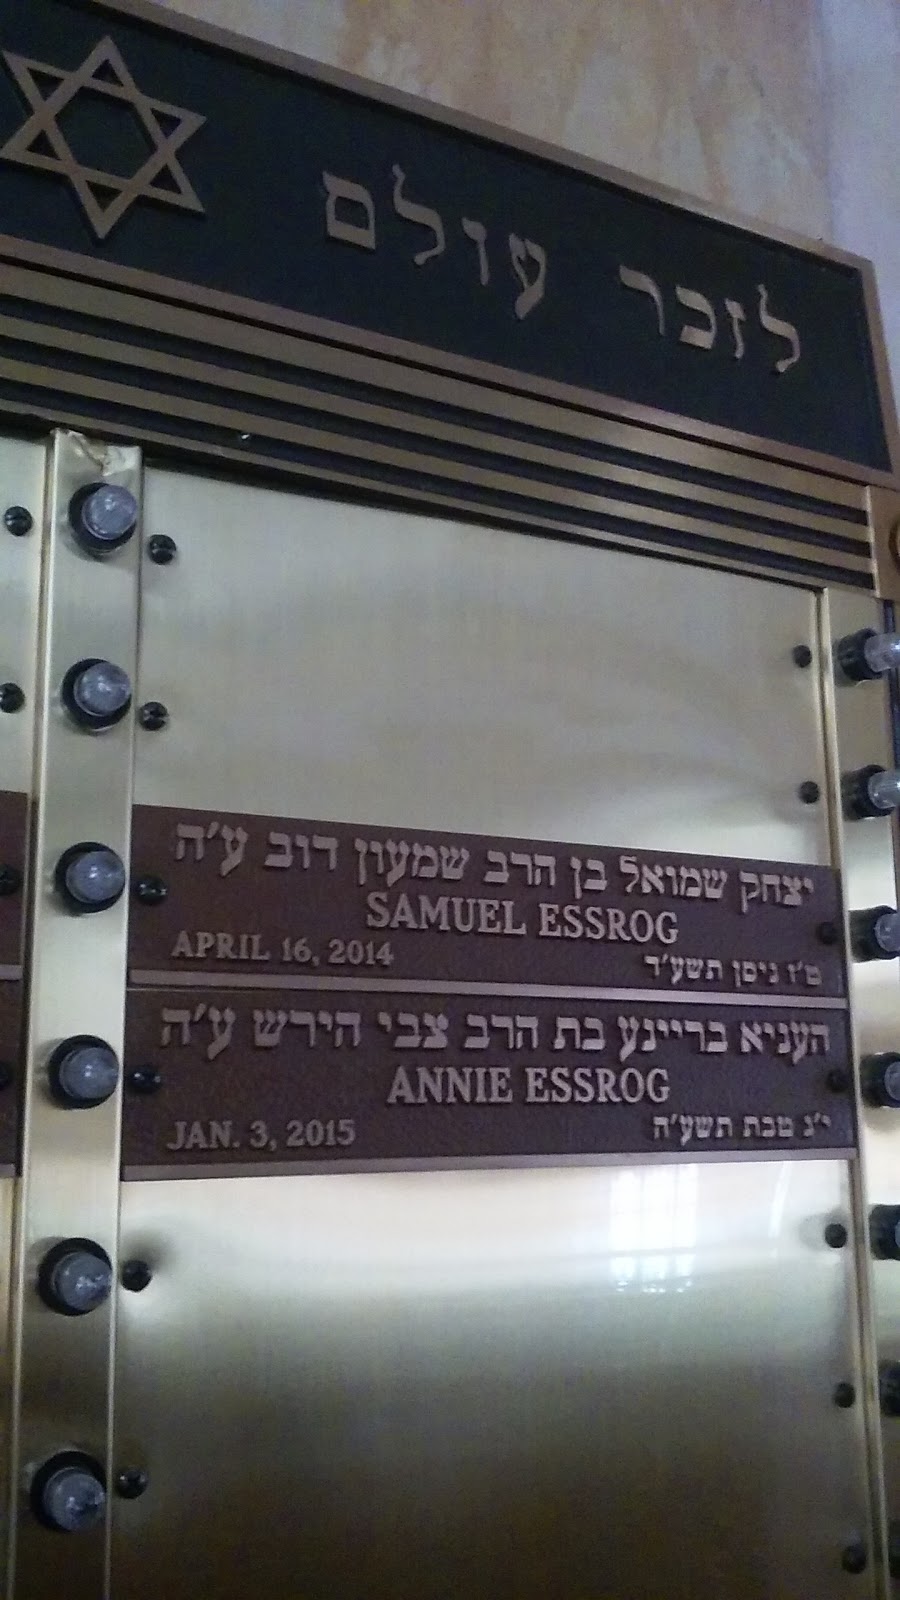 לזכר עולם
יצחק שמואל בן הרב שמעון דוב ע״ה
SAMUEL ESSROG
APRIL 16, 2014 ט״ז ניסן תשע״ד
העניא בריינע בת הרב צבי הירש ע״ה
ANNIE ESSROG
JAN. 3, 2015 י״ג טבת תשע״ה